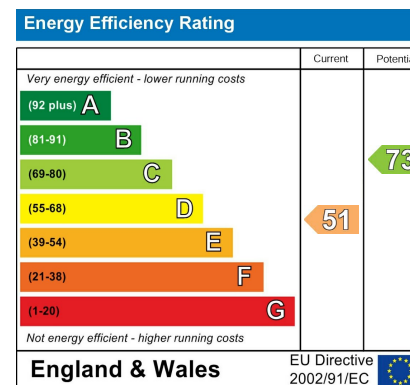 Energy Efficiency Rating
Current Potenti
Very energy efficient - lower running costs
(92 plus) A
(81-91) B
(69-80) C
73
(55-68) D
51
(39-54) E
(21-38) F
(1-20) G
Not energy efficient - higher running costs
England & Wales
EU Directive
2002/91/EC